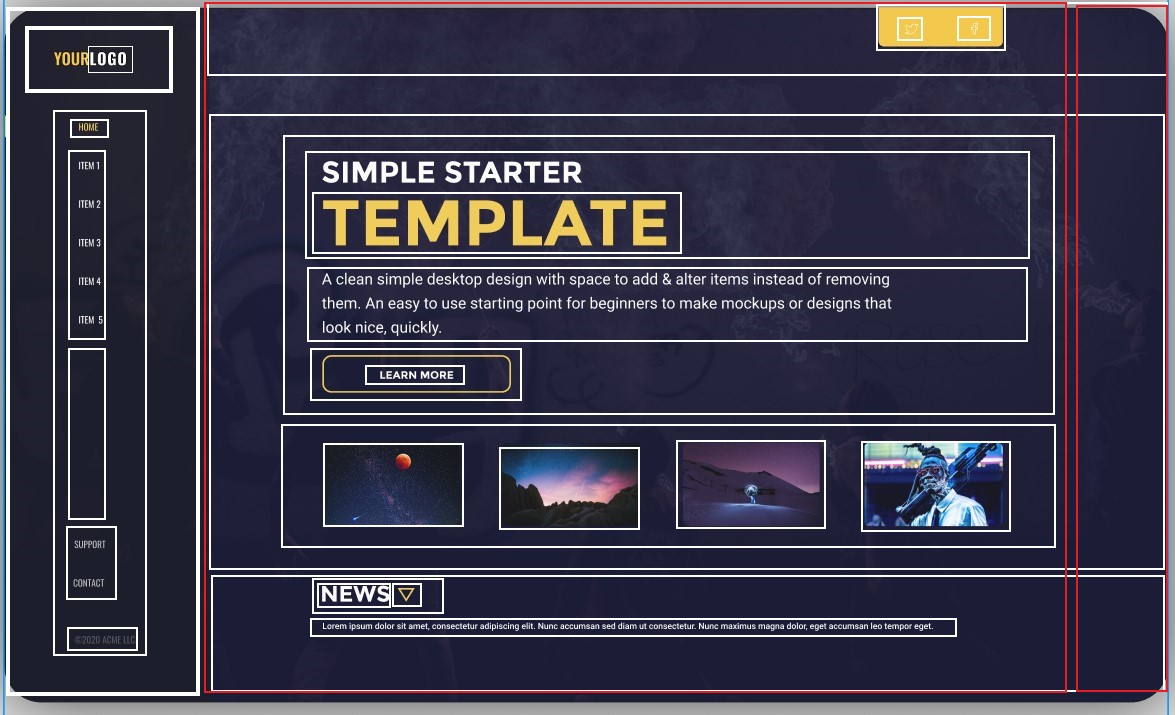 YOURLOGO
HOME
ITEM 1
ITEM 2
ITEM 3
ITEM 4
ITEM 5
SUPPORT
CONTACT
©2020 ACME LLC
SIMPLE STARTER
TEMPLATE
A clean simple desktop design with space to add & alter items instead of removing
them. An easy to use starting point for beginners to make mockups or designs that
look nice, quickly.
LEARN MORE
NEWS
Lorem ipsum dolor sit amet, consectetur adipiscing elit. Nunc accumsan sed diam ut consectetur. Nunc maximus magna dolor, eget accumsan leo tempor eget.